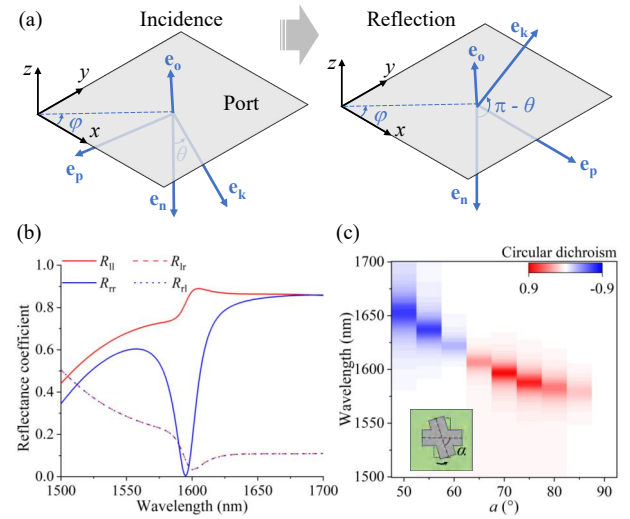 (a)
Incidence
Reflection
z
y
x
φ
e_o
Port
θ
e_p
e_n
e_k
z
y
x
φ
e_o
e_k
π - θ
e_p
e_n
(b)
R_ll
R_lr
R_rr
R_rl
Reflectance coefficient
1.0
0.8
0.6
0.4
0.2
0.0
1500
1550
1600
1650
1700
Wavelength (nm)
(c)
Circular dichroism
0.9
-0.9
Wavelength (nm)
1700
1650
1600
1575
1500
α
50
60
70
80
90
a (°)